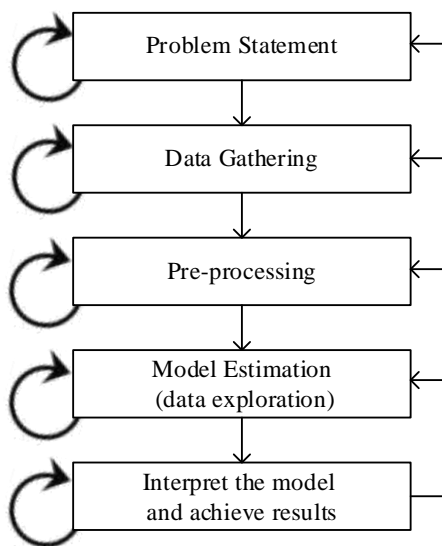 Problem Statement
Data Gathering
Pre-processing
Model Estimation
(data exploration)
Interpret the model
and achieve results